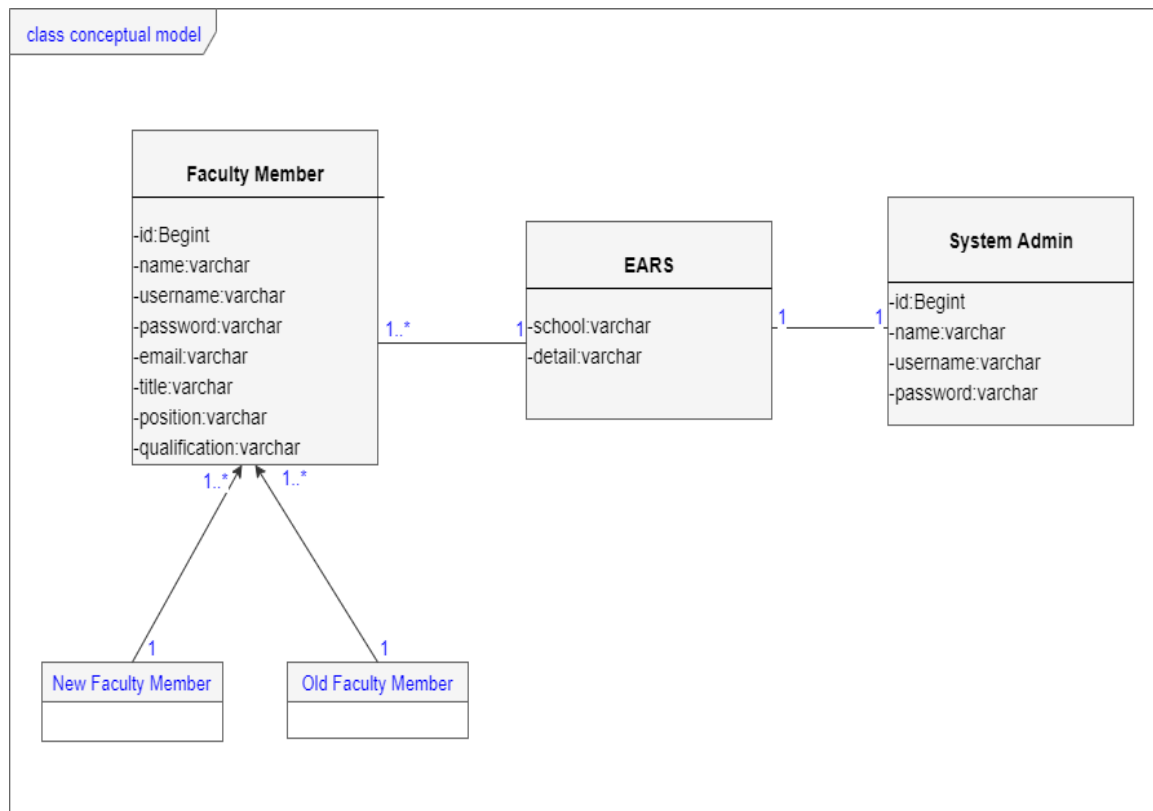 class conceptual model
Faculty Member
-id:Begint
-name:varchar
-username:varchar
-password:varchar
-email:varchar
-title:varchar
-position:varchar
-qualification:varchar
1..*
1
EARS
-school:varchar
-detail:varchar
1
1
System Admin
-id:Begint
-name:varchar
-username:varchar
-password:varchar
1..*
1..*
1
1
New Faculty Member
Old Faculty Member